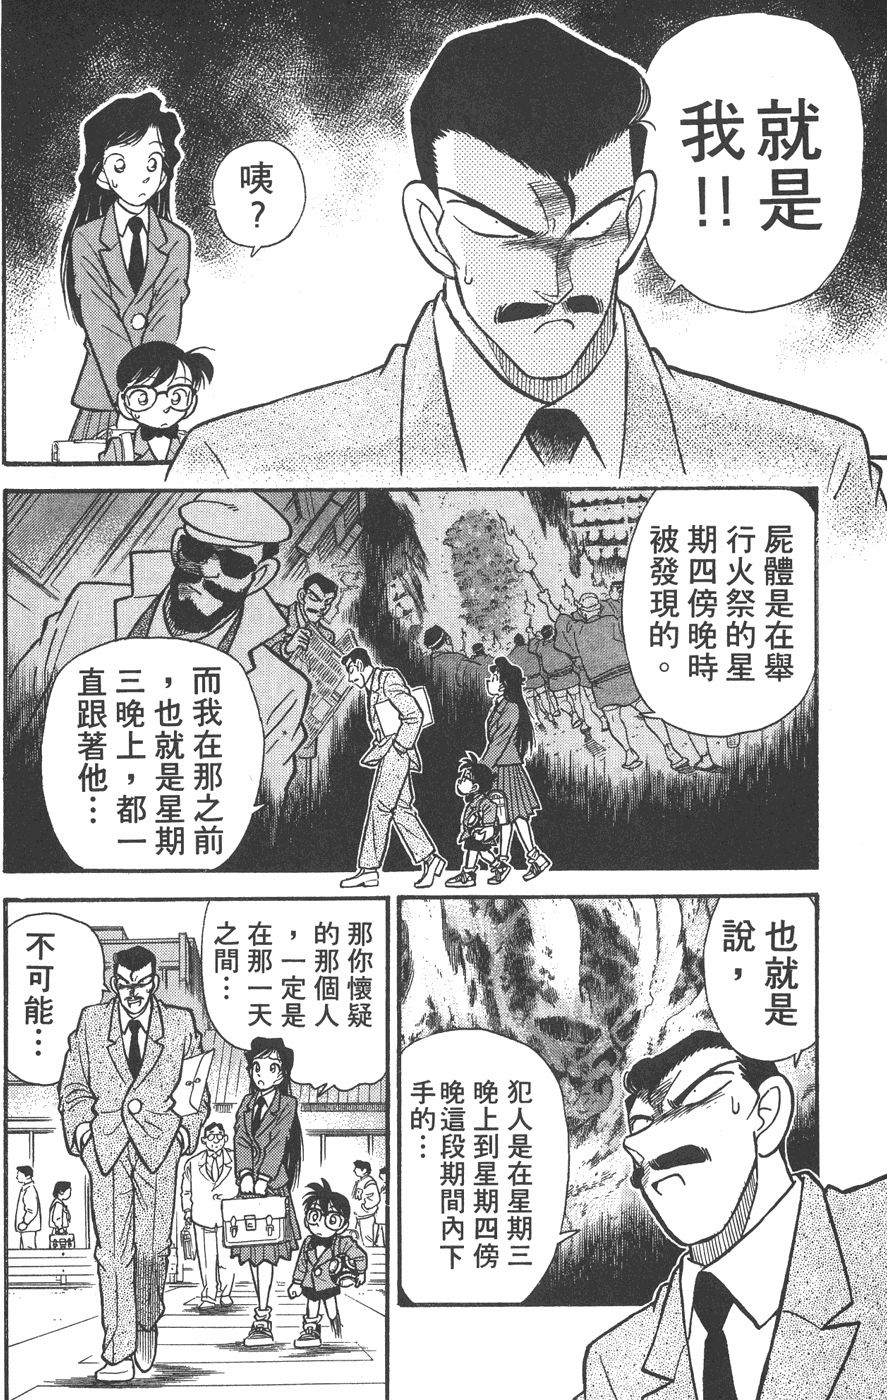 就是
我!!
咦?
屍體是在舉
行火祭的星
期四傍晚時
被發現的。
而我在那之前
，也就是星期
三晚上，都一
直跟著他…
也就是
說，
犯人是在星期三
晚上到星期四傍
晚這段期間內下
手的…
那你懷疑
的那個人
，一定是
在那一天
之間…
不可能…